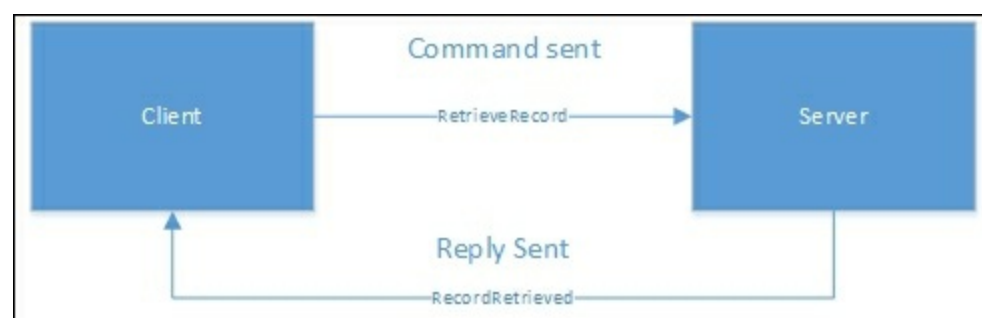 Command sent
Client
RetrieveRecord
Server
Reply Sent
RecordRetrieved